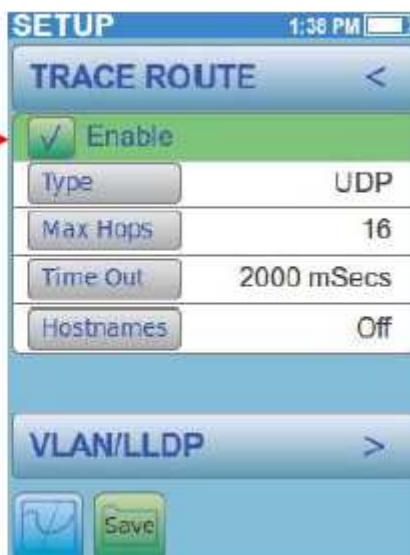 SETUP 1:38 PM
TRACE ROUTE <
✓ Enable
Type UDP
Max Hops 16
Time Out 2000 mSecs
Hostnames Off
VLAN/LLDP >
Save